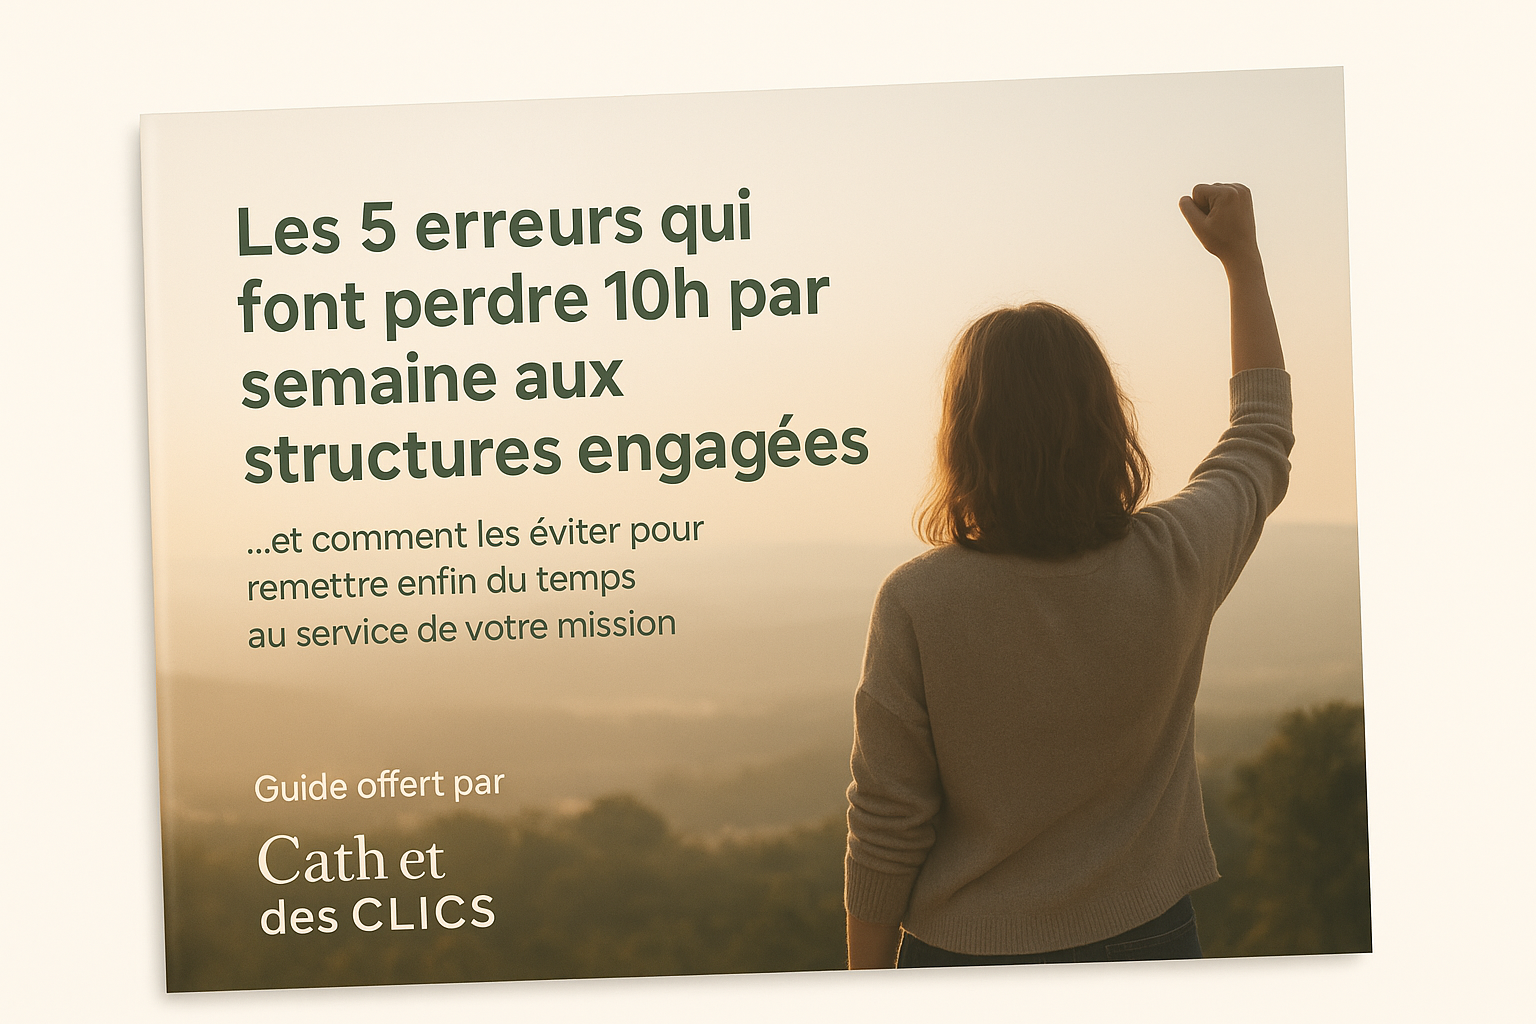 Les 5 erreurs qui
font perdre 10h par
semaine aux
structures engagées
...et comment les éviter pour
remettre enfin du temps
au service de votre mission
Guide offert par
Cath et
des CLICS